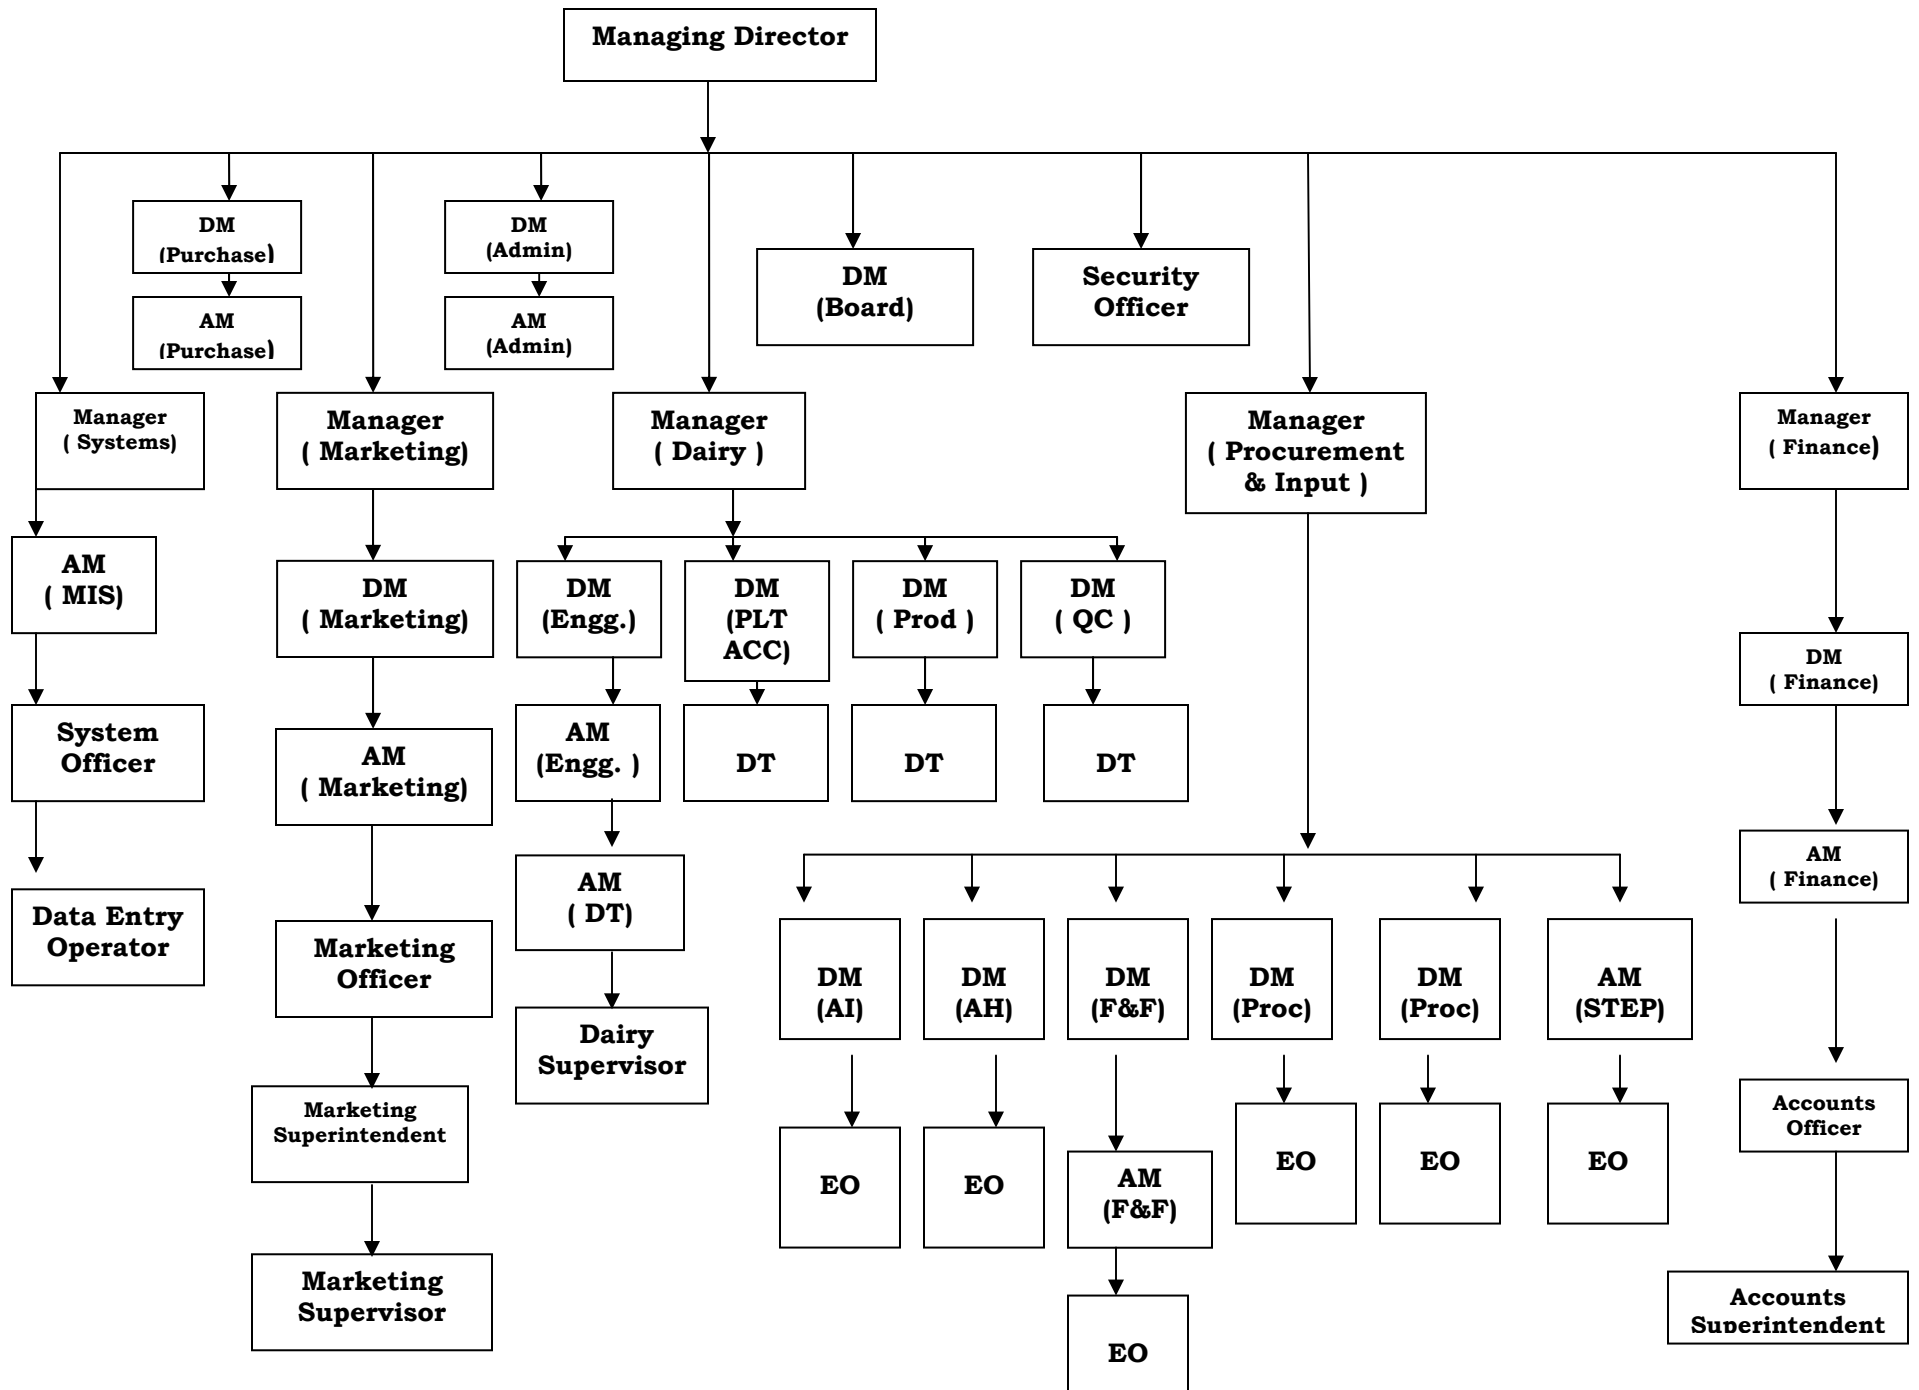 Managing Director
DM
(Purchase)
DM
(Admin)
DM
(Board)
Security
Officer
AM
(Purchase)
AM
(Admin)
Manager
( Systems)
Manager
( Marketing)
Manager
( Dairy )
Manager
( Procurement
& Input )
Manager
( Finance)
AM
( MIS)
DM
( Marketing)
DM
(Engg.)
DM
(PLT
ACC)
DM
( Prod )
DM
( QC )
DM
( Finance)
System
Officer
AM
( Marketing)
AM
(Engg. )
DT
DT
DT
AM
( Finance)
Data Entry
Operator
AM
( DT)
Marketing
Officer
DM
(AI)
DM
(AH)
DM
(F&F)
DM
(Proc)
DM
(Proc)
AM
(STEP)
Dairy
Supervisor
Marketing
Superintendent
Accounts
Officer
EO
EO
AM
(F&F)
EO
EO
EO
Marketing
Supervisor
Accounts
Superintendent
EO